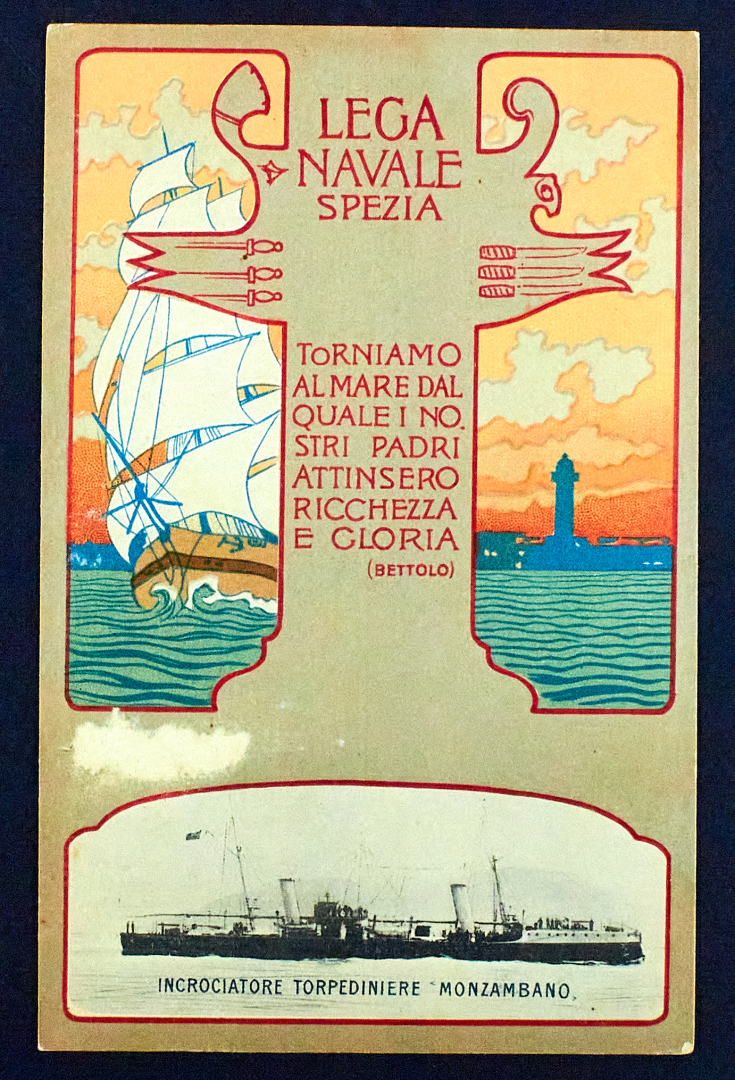 LEGA
NAVALE
SPEZIA
TORNIAMO
AL MARE DAL
QUALE I NO.
STRI PADRI
ATTINSERO
RICCHEZZA
E GLORIA
(BETTOLO)
INCROCIATORE TORPEDINIERE "MONZAMBANO„